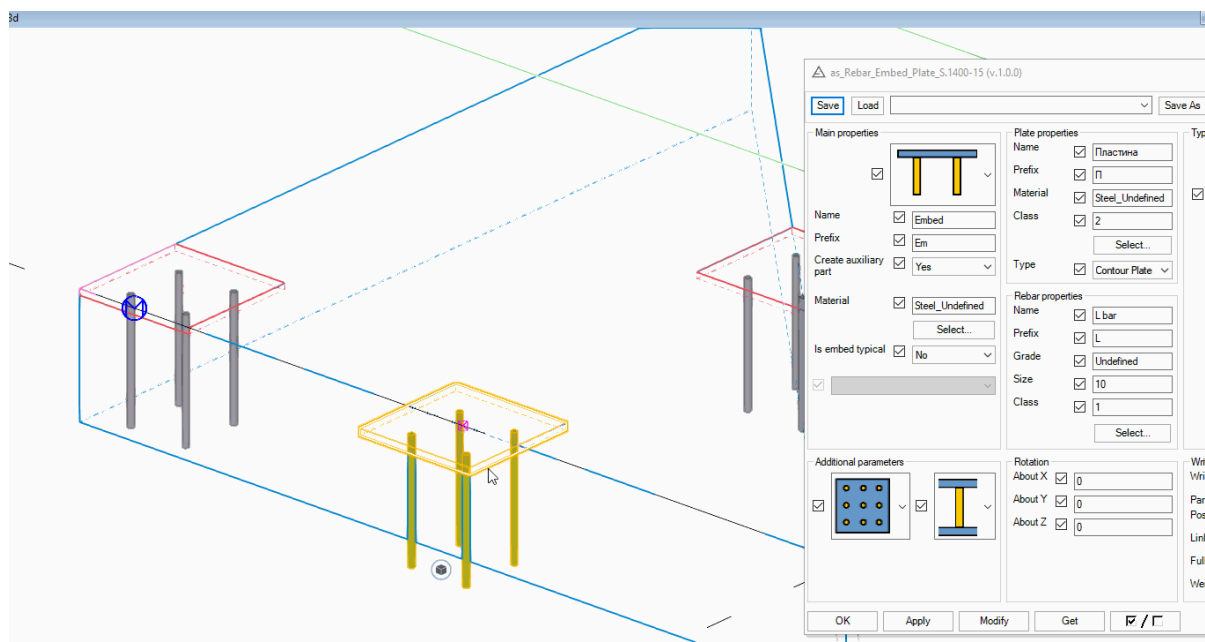 3d
as_Rebar_Embed_Plate_S.1400-15 (v.1.0.0)
Save
Load
Save As
Main properties
Name
Embed
Prefix
Em
Create auxiliary part
Yes
Material
Steel_Undefined
Select...
Is embed typical
No
Plate properties
Name
Пластина
Prefix
П
Material
Steel_Undefined
Class
2
Select...
Type
Contour Plate
Rebar properties
Name
L bar
Prefix
L
Grade
Undefined
Size
10
Class
1
Select...
Typ
Additional parameters
Rotation
About X
0
About Y
0
About Z
0
Writ
Wri
Par
Pos
Link
Full
We
OK
Apply
Modify
Get
/